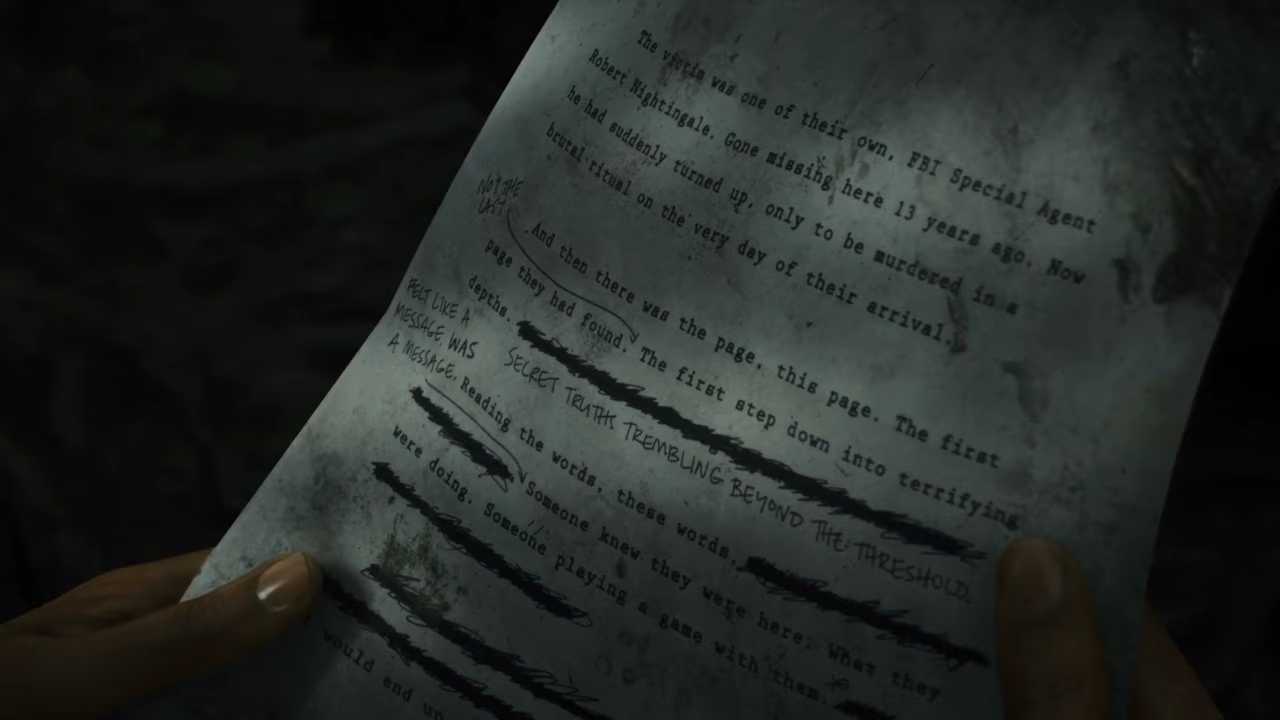 The victim was one of their own, FBI Special Agent
Robert Nightingale. Gone missing here 13 years ago. Now
he had suddenly turned up, only to be murdered in a
brutal ritual on the very day of their arrival.
NOT THE
LAST.
And then there was the page, this page. The first
page they had found. The first step down into terrifying
depths.
SECRET TRUTHS TREMBLING BEYOND THE THRESHOLD.
FELT LIKE A
MESSAGE. WAS
A MESSAGE.
Reading the words, these words.
Someone knew they were here. What they
were doing. Someone playing a game with them.
would end up